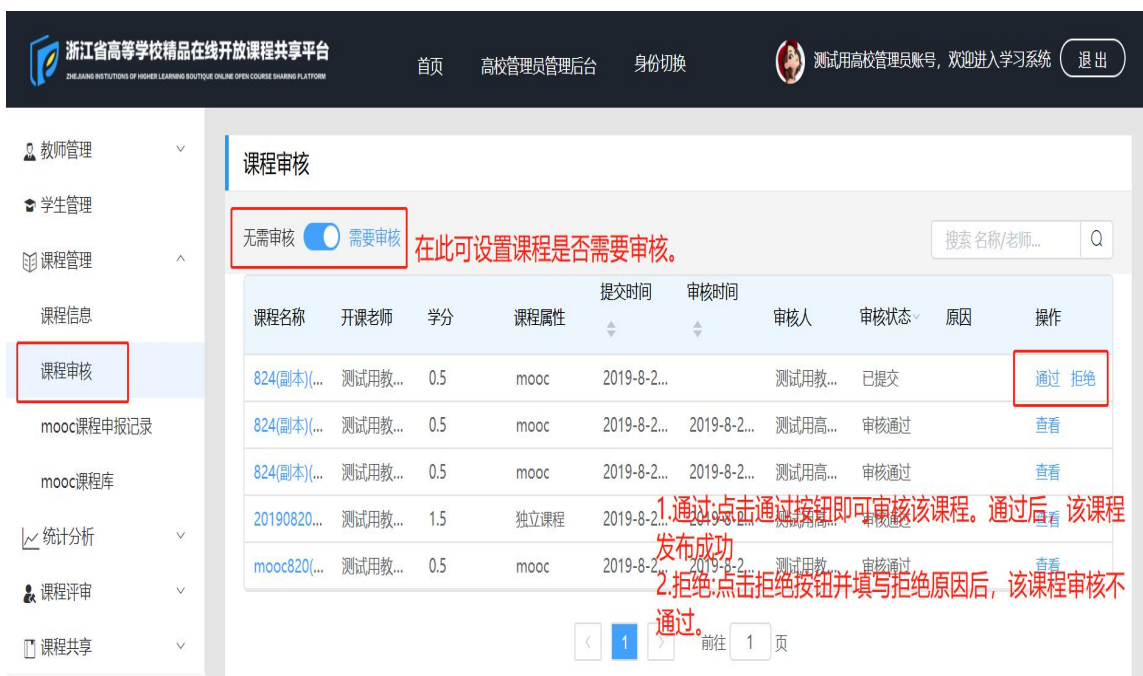 浙江省高等学校精品在线开放课程共享平台
ZHEJIANG INSTITUTIONS OF HIGHER LEARNING BOUTIQUE ONLINE OPEN COURSE SHARING PLATFORM
首页 高校管理员管理后台 身份切换
测试用高校管理员账号，欢迎进入学习系统 退出
教师管理
学生管理
课程管理
课程信息
课程审核
mooc课程申报记录
mooc课程库
统计分析
课程评审
课程共享
课程审核
无需审核 需要审核
在此可设置课程是否需要审核。
搜索 名称/老师...
课程名称 开课老师 学分 课程属性 提交时间 审核时间 审核人 审核状态 原因 操作
824(副本)(... 测试用教... 0.5 mooc 2019-8-2... 测试用教... 已提交 通过 拒绝
824(副本)(... 测试用教... 0.5 mooc 2019-8-2... 2019-8-2... 测试用高... 审核通过 查看
824(副本)(... 测试用教... 0.5 mooc 2019-8-2... 2019-8-2... 测试用高... 审核通过 查看
20190820... 测试用教... 1.5 独立课程 2019-8-2... 2019-8-2... 测试用高... 审核通过 查看
mooc820(... 测试用教... 0.5 mooc 2019-8-2... 2019-8-2... 测试用教... 审核通过 查看
1.通过:点击通过按钮即可审核该课程。通过后，该课程
发布成功
2.拒绝:点击拒绝按钮并填写拒绝原因后，该课程审核不
通过。
1 前往 1 页